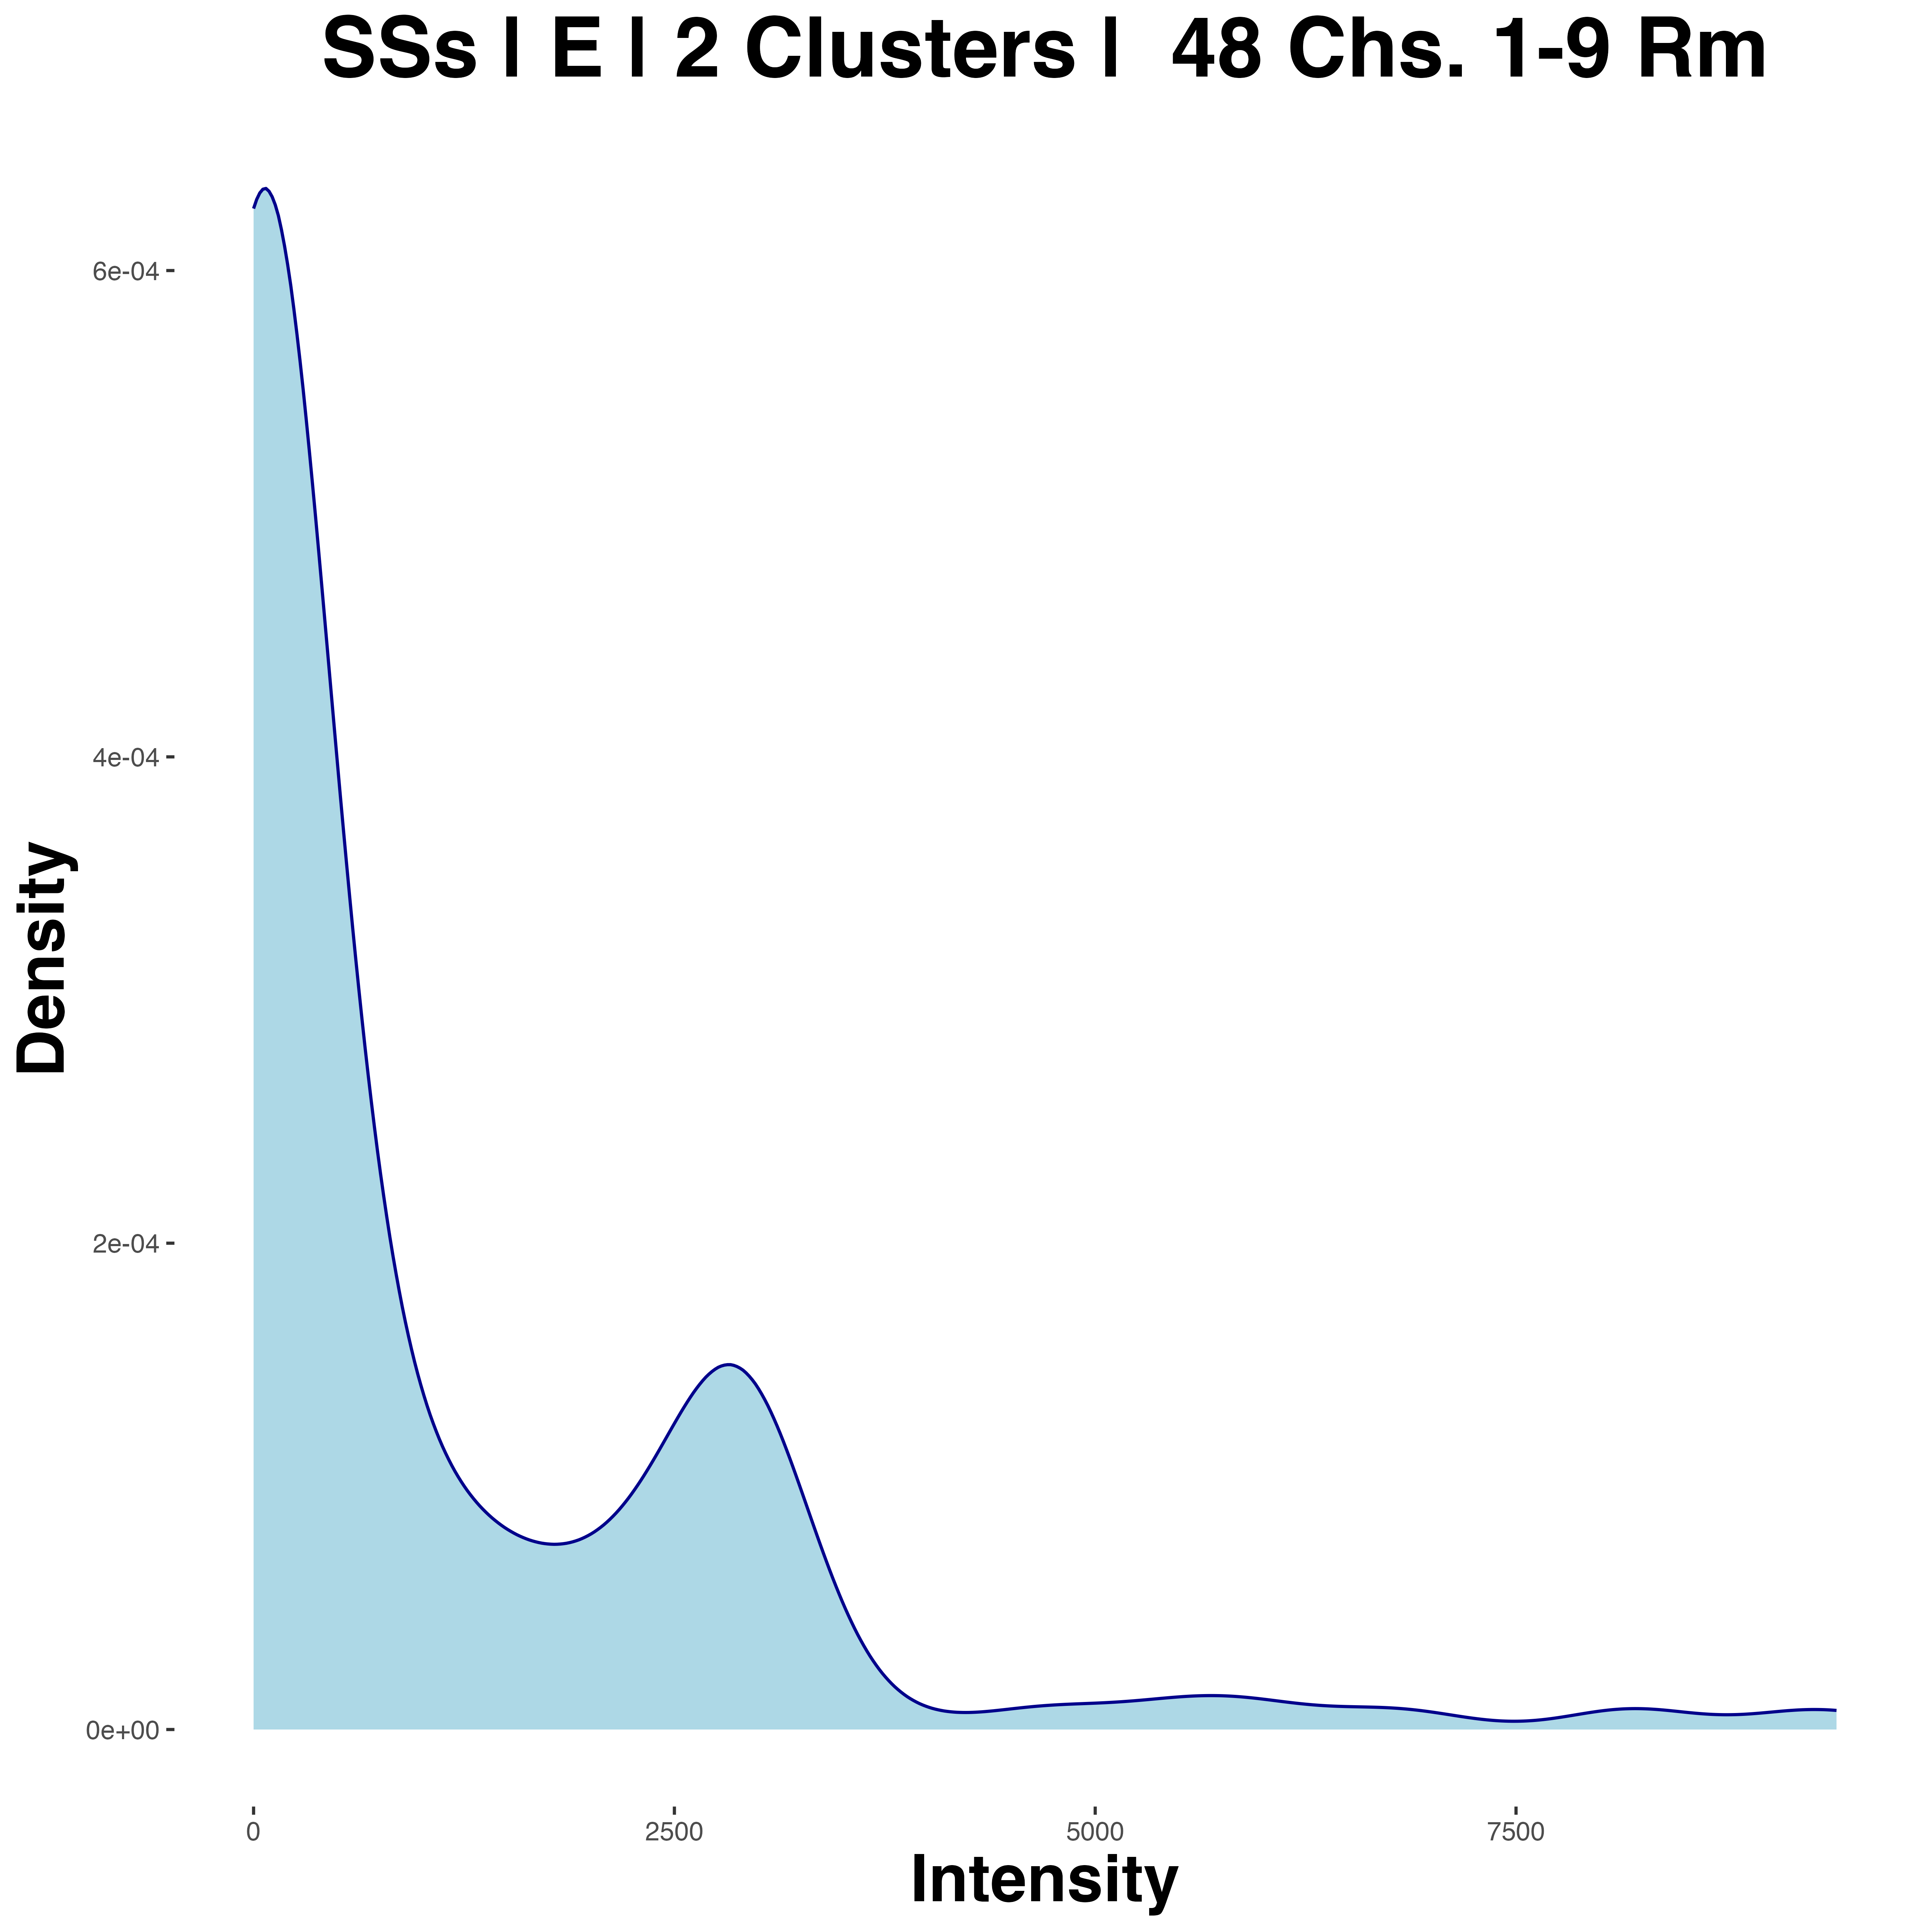 SSs | E | 2 Clusters |  48 Chs. 1-9 Rm
6e-04
4e-04
2e-04
0e+00
Density
0 2500 5000 7500
Intensity